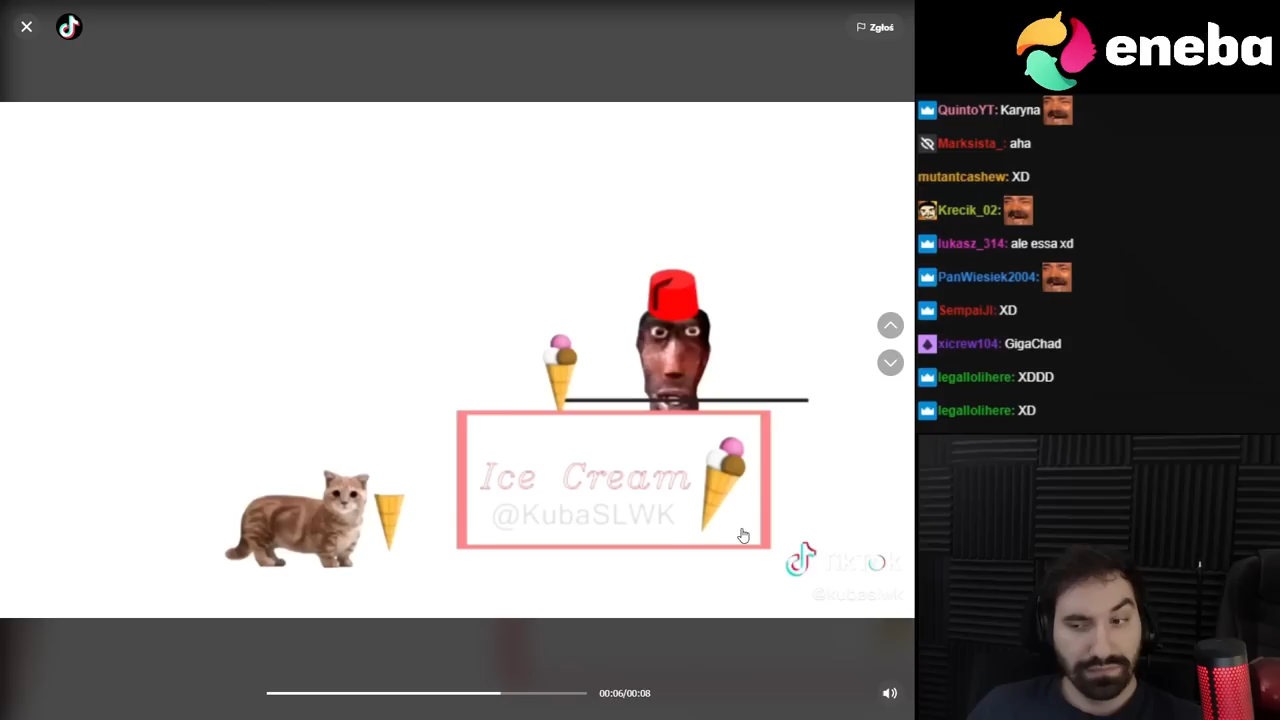 Zgłoś
eneba
QuintoYT: Karyna
Marksista_: aha
mutantcashew: XD
Krecik_02:
lukasz_314: ale essa xd
PanWiesiek2004:
SempaiJI: XD
xicrew104: GigaChad
legallolihere: XDDD
legallolihere: XD
Ice Cream
@KubaSLWK
TikTok
@kubaslwk
00:06/00:08